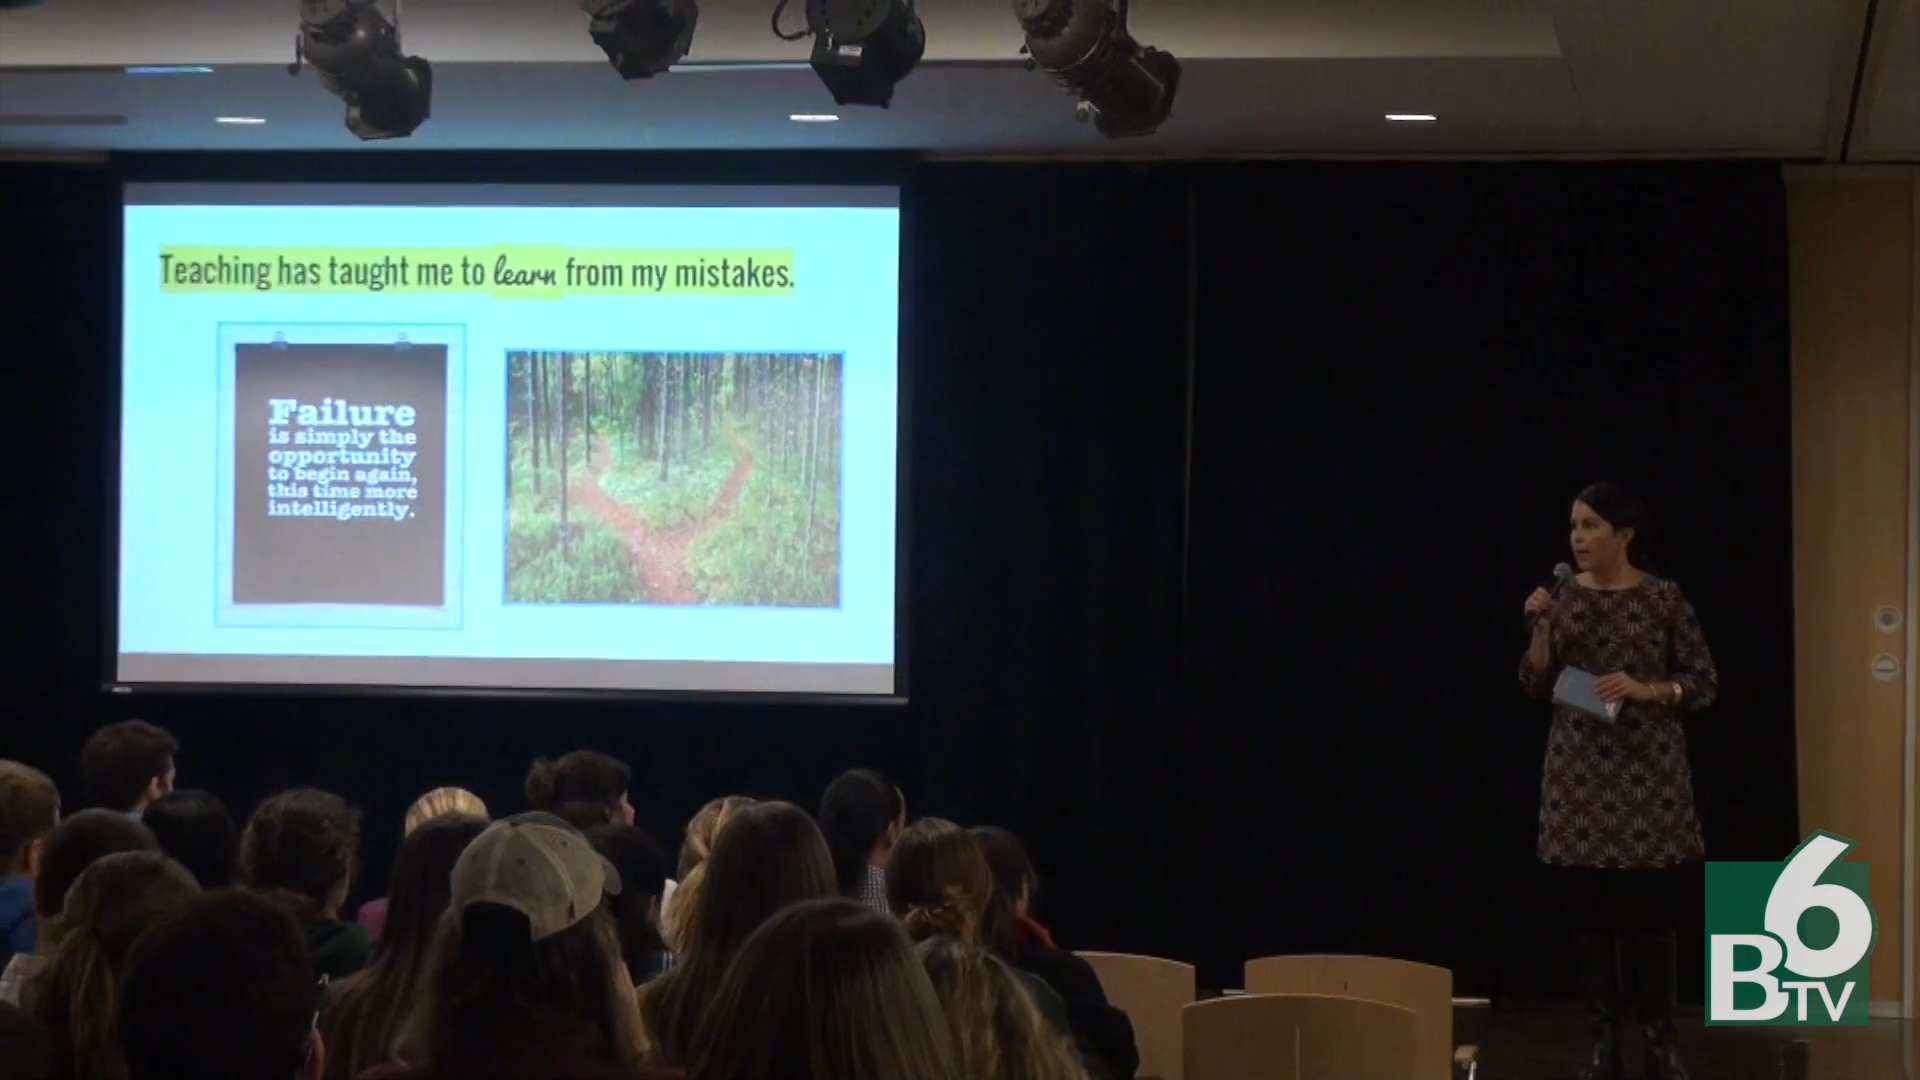 Teaching has taught me to learn from my mistakes.
Failure
is simply the
opportunity
to begin again,
this time more
intelligently.
6
BTV